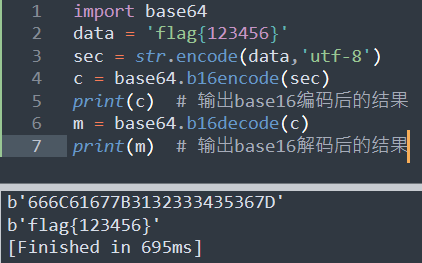 1 import base64
2 data = 'flag{123456}'
3 sec = str.encode(data,'utf-8')
4 c = base64.b16encode(sec)
5 print(c)  # 输出base16编码后的结果
6 m = base64.b16decode(c)
7 print(m)  # 输出base16解码后的结果
b'666C61677B3132333435367D'
b'flag{123456}'
[Finished in 695ms]